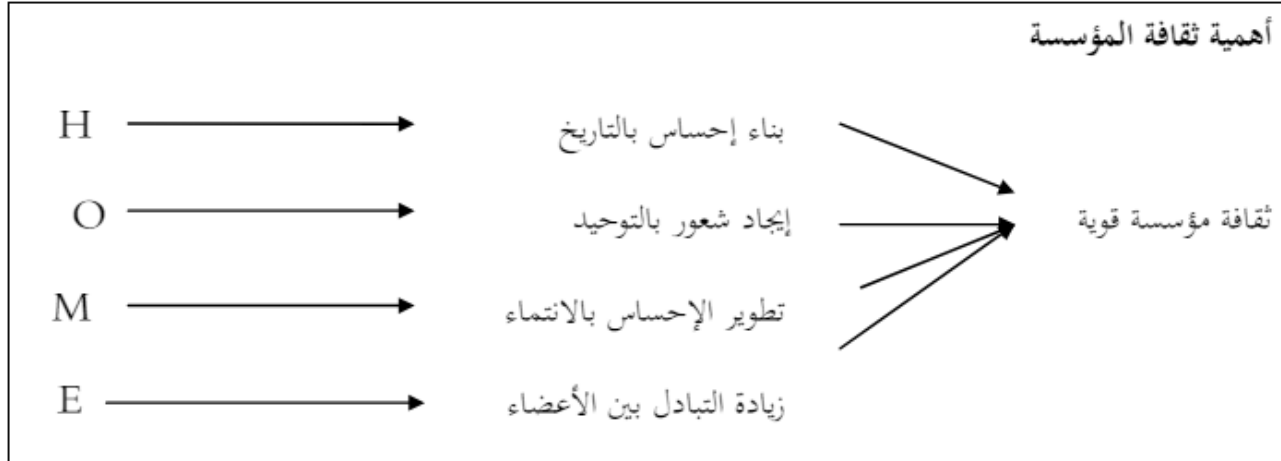 أهمية ثقافة المؤسسة
H بناء إحساس بالتاريخ
O إيجاد شعور بالتوحيد ثقافة مؤسسة قوية
M تطوير الإحساس بالانتماء
E زيادة التبادل بين الأعضاء